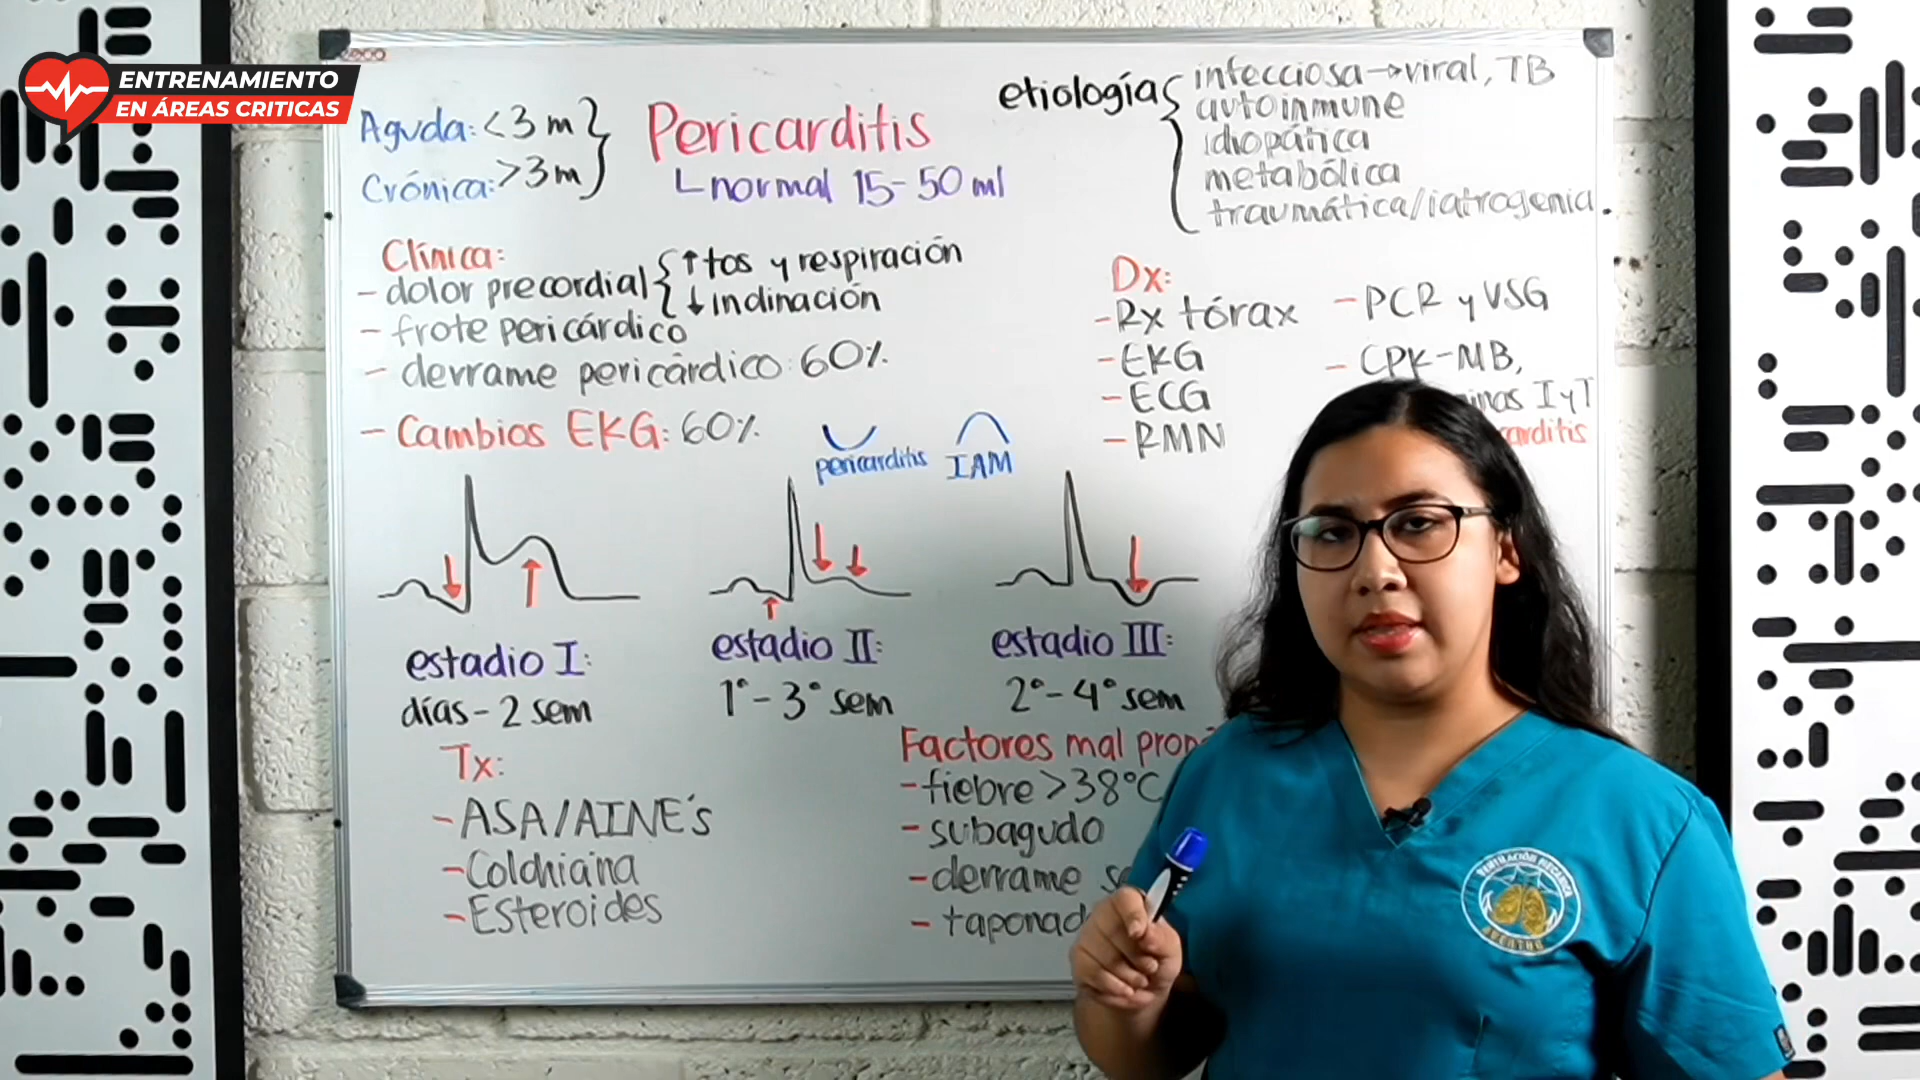 ENTRENAMIENTO
EN ÁREAS CRITICAS
Aguda: <3 m
Crónica: >3 m
Pericarditis
normal 15-50 ml
etiologías
infecciosa → viral, TB
autoinmune
idiopática
metabólica
traumática/iatrogenia
Clínica:
- dolor precordial
↑ tos y respiración
↓ inclinación
- frote pericárdico
- derrame pericárdico: 60%
- Cambios EKG: 60%
pericarditis
IAM
Dx:
- Rx tórax
- EKG
- ECG
- RMN
- PCR y VSG
- CPK-MB,
I y T
estadio I:
días - 2 sem
estadio II:
1° - 3° sem
estadio III:
2° - 4° sem
Tx:
- ASA/AINE's
- Colchicina
- Esteroides
Factores mal
- fiebre >38°C
- subagudo
- derrame